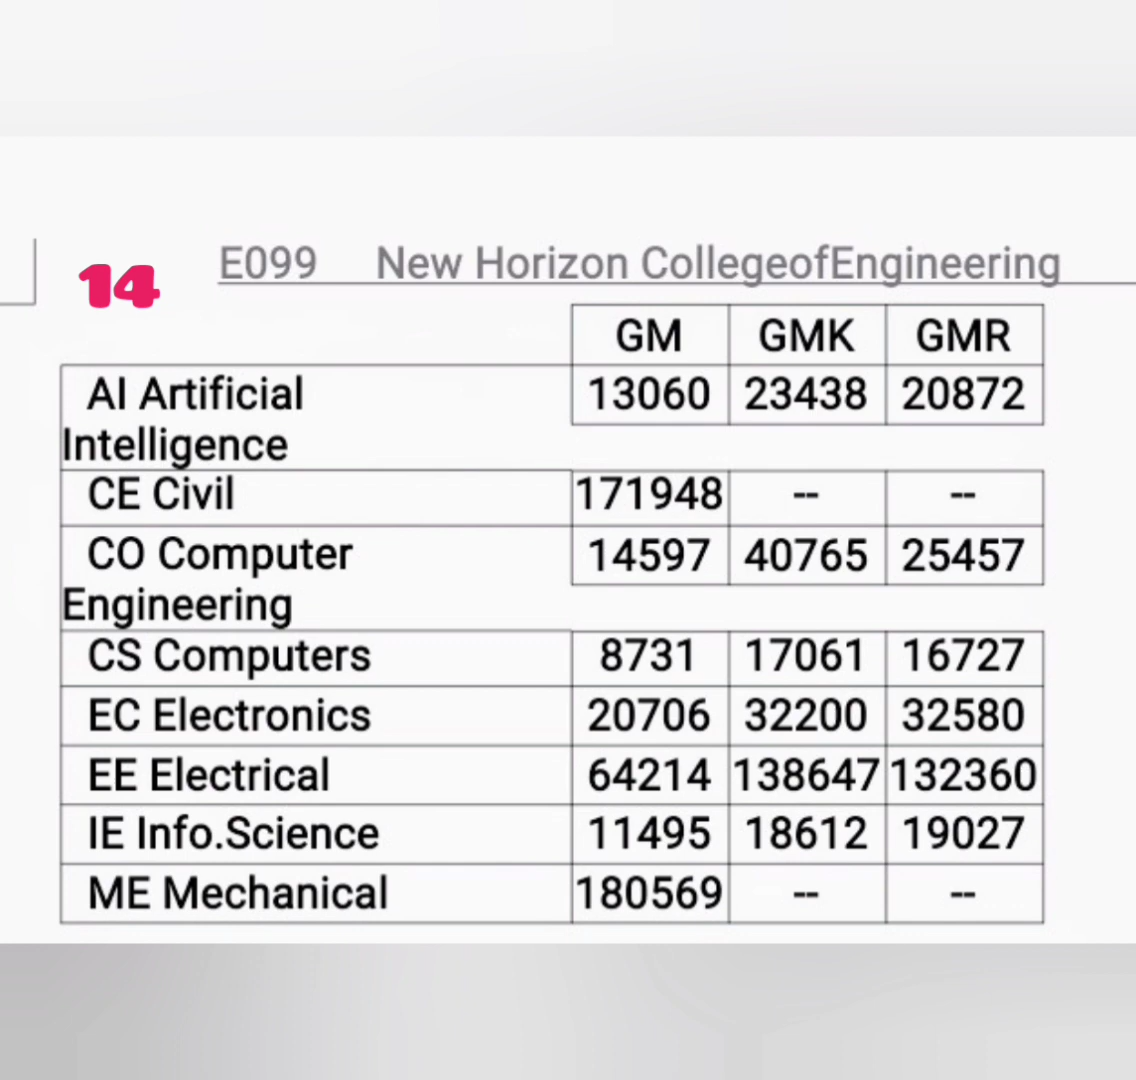 14 E099 New Horizon CollegeofEngineering
GM GMK GMR
AI Artificial 13060 23438 20872
Intelligence
CE Civil 171948 -- --
CO Computer 14597 40765 25457
Engineering
CS Computers 8731 17061 16727
EC Electronics 20706 32200 32580
EE Electrical 64214 138647 132360
IE Info.Science 11495 18612 19027
ME Mechanical 180569 -- --